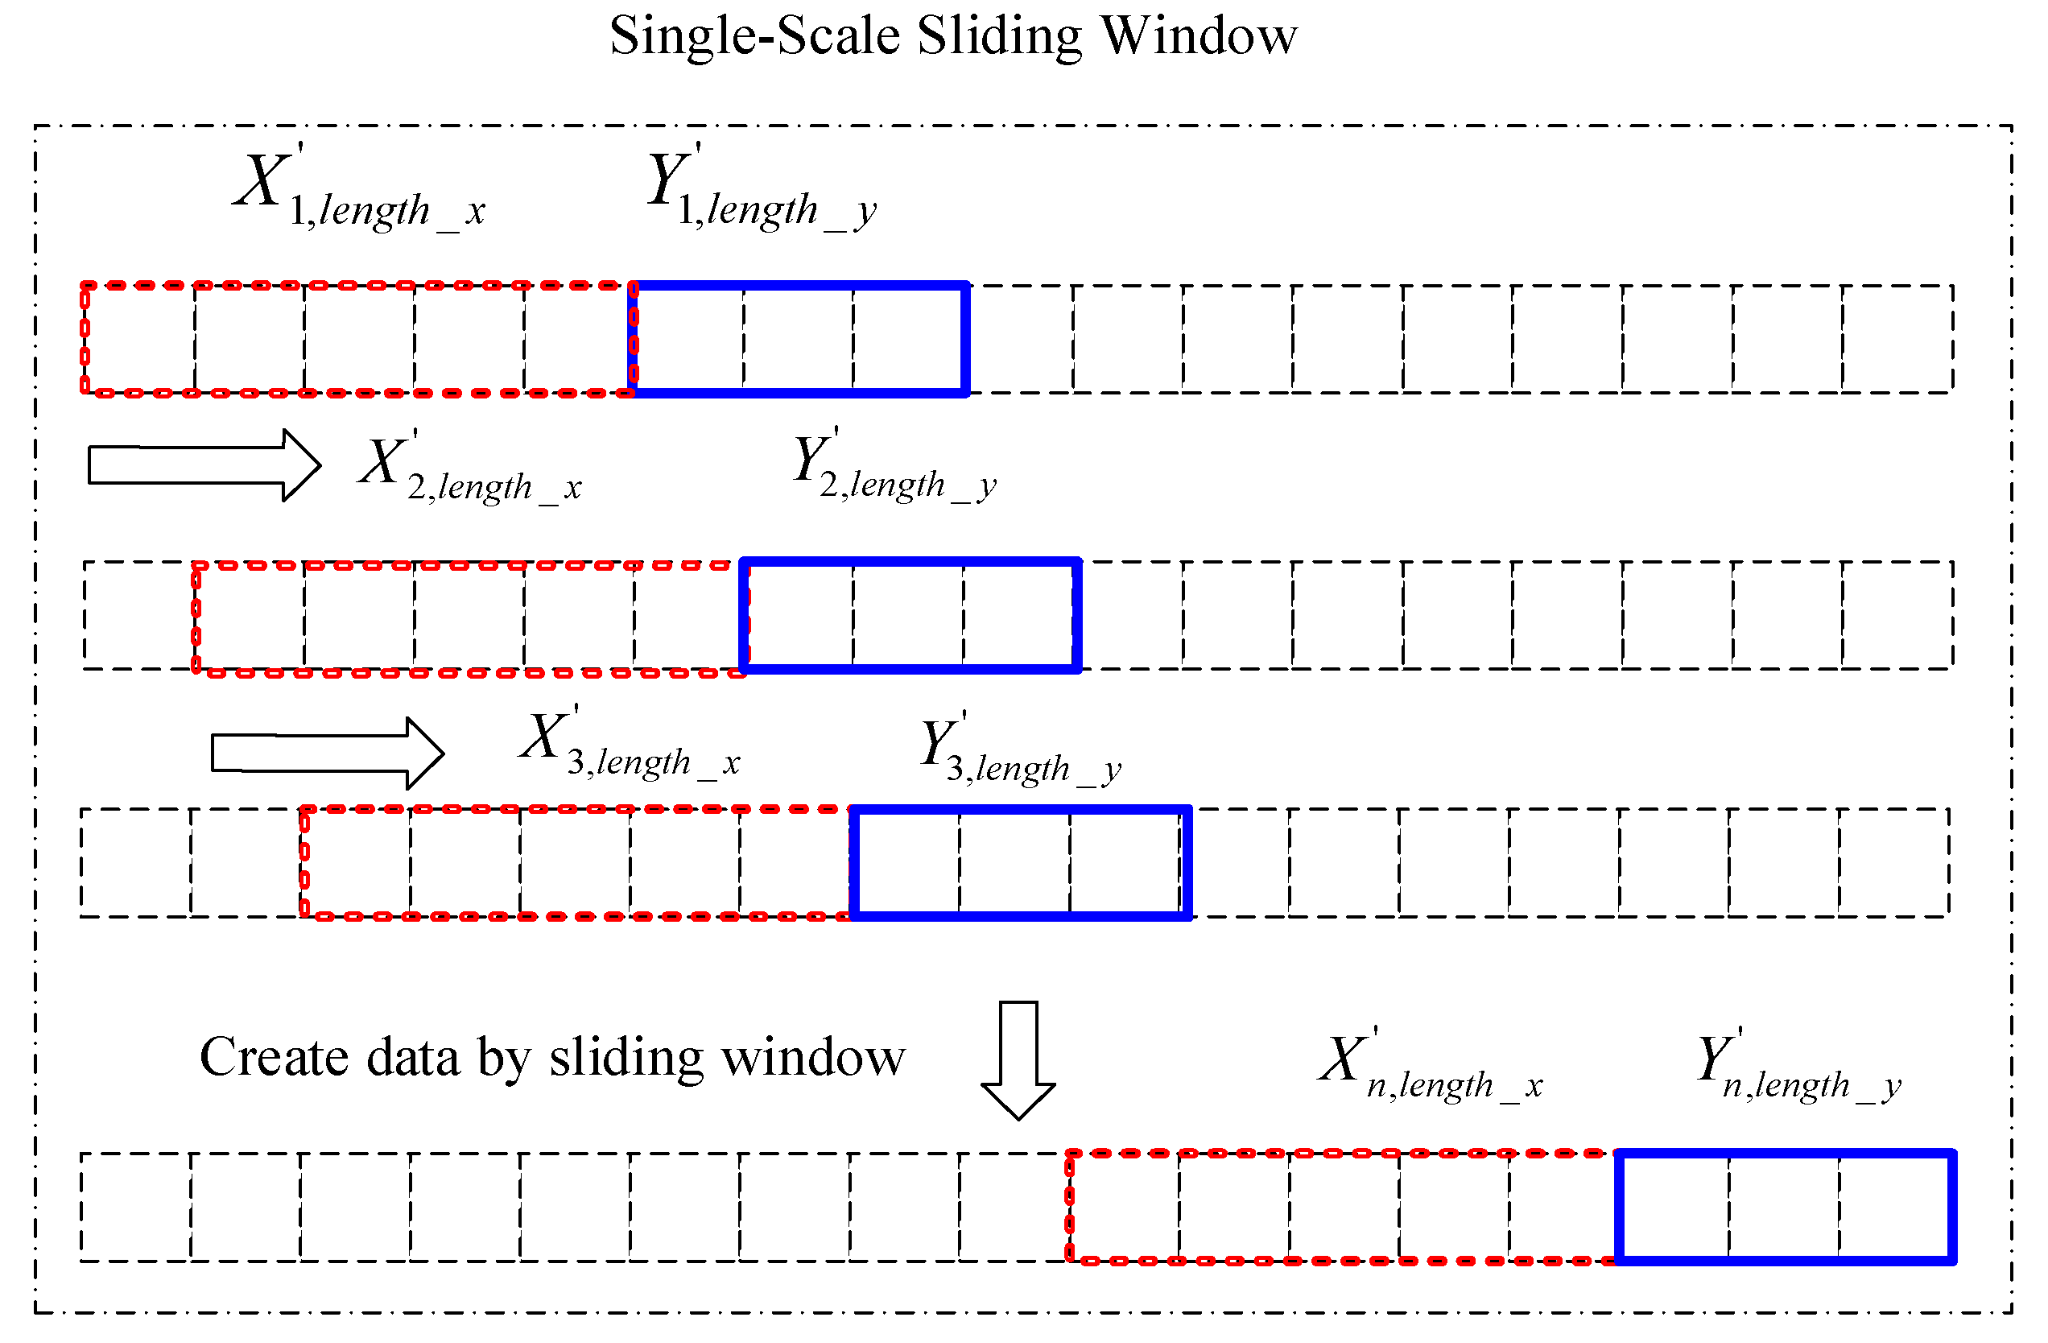 Single-Scale Sliding Window
X'1,length_x Y'1,length_y
X'2,length_x Y'2,length_y
X'3,length_x Y'3,length_y
Create data by sliding window
X'n,length_x Y'n,length_y